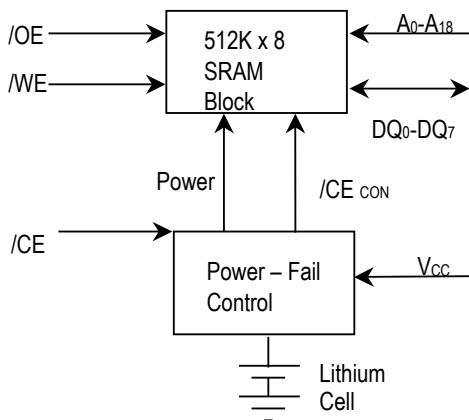 /OE
/WE
512K x 8
SRAM
Block
A0-A18
DQ0-DQ7
Power
/CE CON
/CE
Power – Fail
Control
VCC
Lithium
Cell